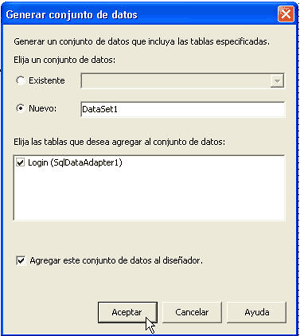 Generar conjunto de datos
Generar un conjunto de datos que incluya las tablas especificadas.
Elija un conjunto de datos:
Existente
Nuevo: DataSet1
Elija las tablas que desea agregar al conjunto de datos:
Login (SqlDataAdapter1)
Agregar este conjunto de datos al diseñador.
Aceptar Cancelar Ayuda